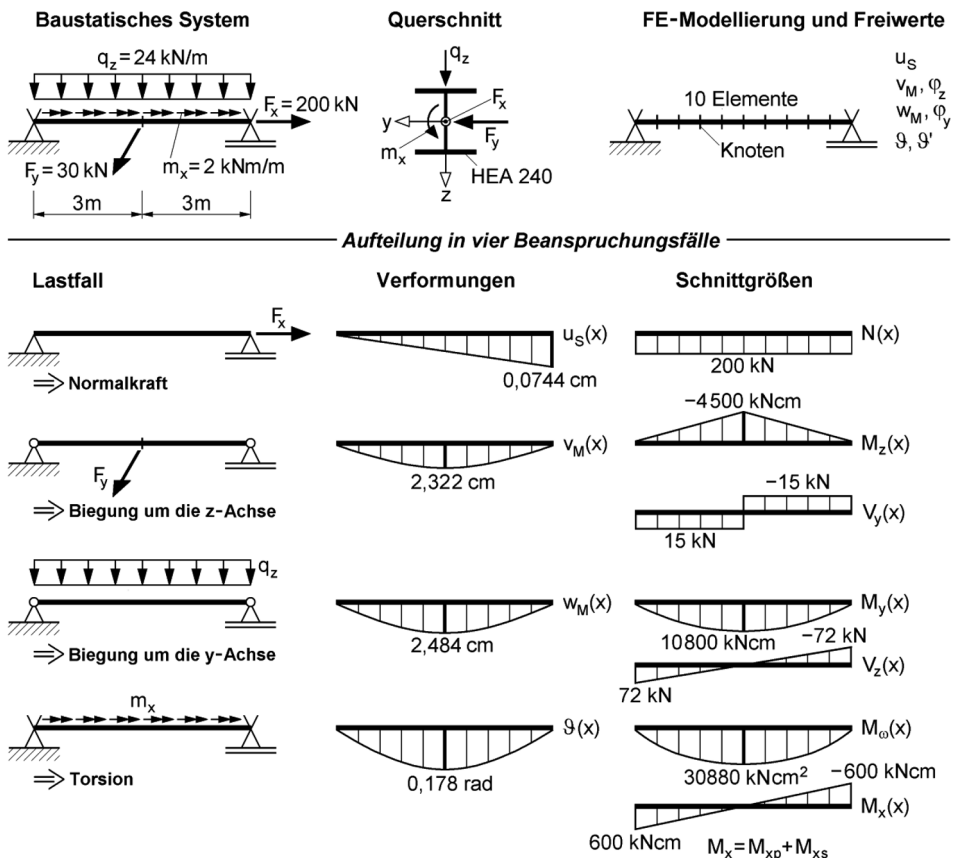 Baustatisches System
Querschnitt
FE-Modellierung und Freiwerte
q_z = 24 kN/m
F_x = 200 kN
F_y = 30 kN
m_x = 2 kNm/m
3m
3m
q_z
F_x
y
F_y
m_x
HEA 240
z
10 Elemente
Knoten
u_S
v_M, φ_z
w_M, φ_y
ϑ, ϑ'
Aufteilung in vier Beanspruchungsfälle
Lastfall
Verformungen
Schnittgrößen
F_x
⇒ Normalkraft
u_S(x)
0,0744 cm
N(x)
200 kN
F_y
⇒ Biegung um die z-Achse
v_M(x)
2,322 cm
−4500 kNcm
M_z(x)
−15 kN
V_y(x)
15 kN
q_z
⇒ Biegung um die y-Achse
w_M(x)
2,484 cm
M_y(x)
10800 kNcm
−72 kN
V_z(x)
72 kN
m_x
⇒ Torsion
ϑ(x)
0,178 rad
M_ω(x)
30880 kNcm²
−600 kNcm
M_x(x)
600 kNcm
M_x = M_xp + M_xs